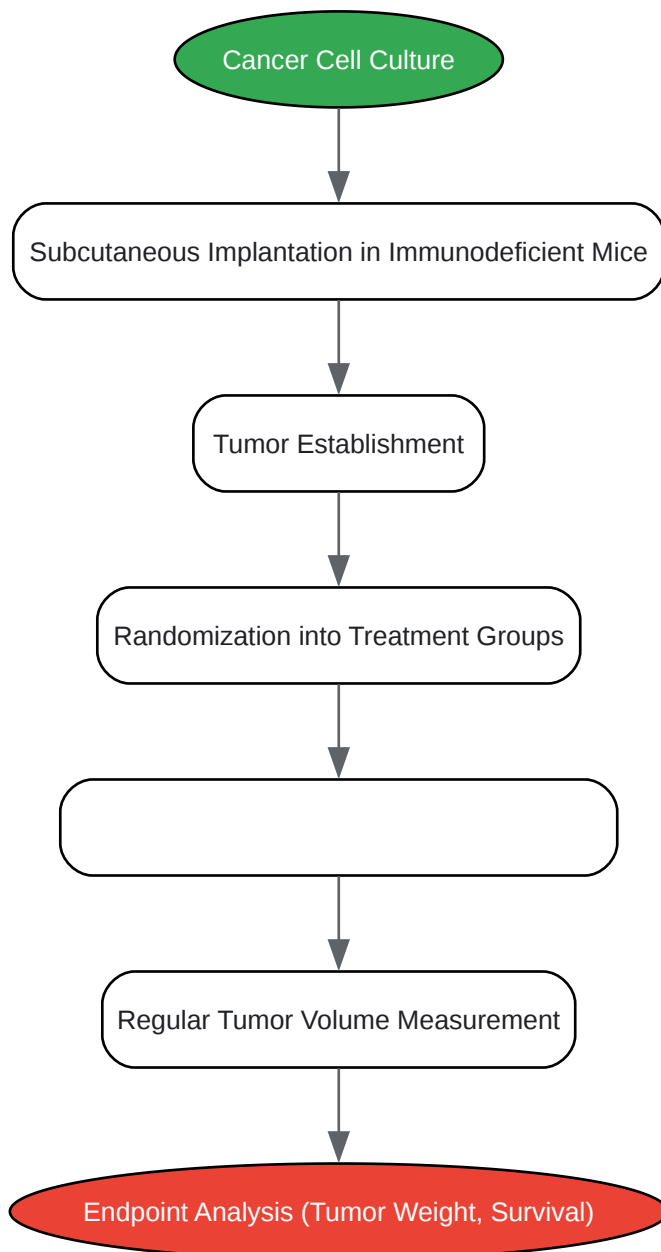 Cancer Cell Culture
Subcutaneous Implantation in Immunodeficient Mice
Tumor Establishment
Randomization into Treatment Groups
Regular Tumor Volume Measurement
Endpoint Analysis (Tumor Weight, Survival)